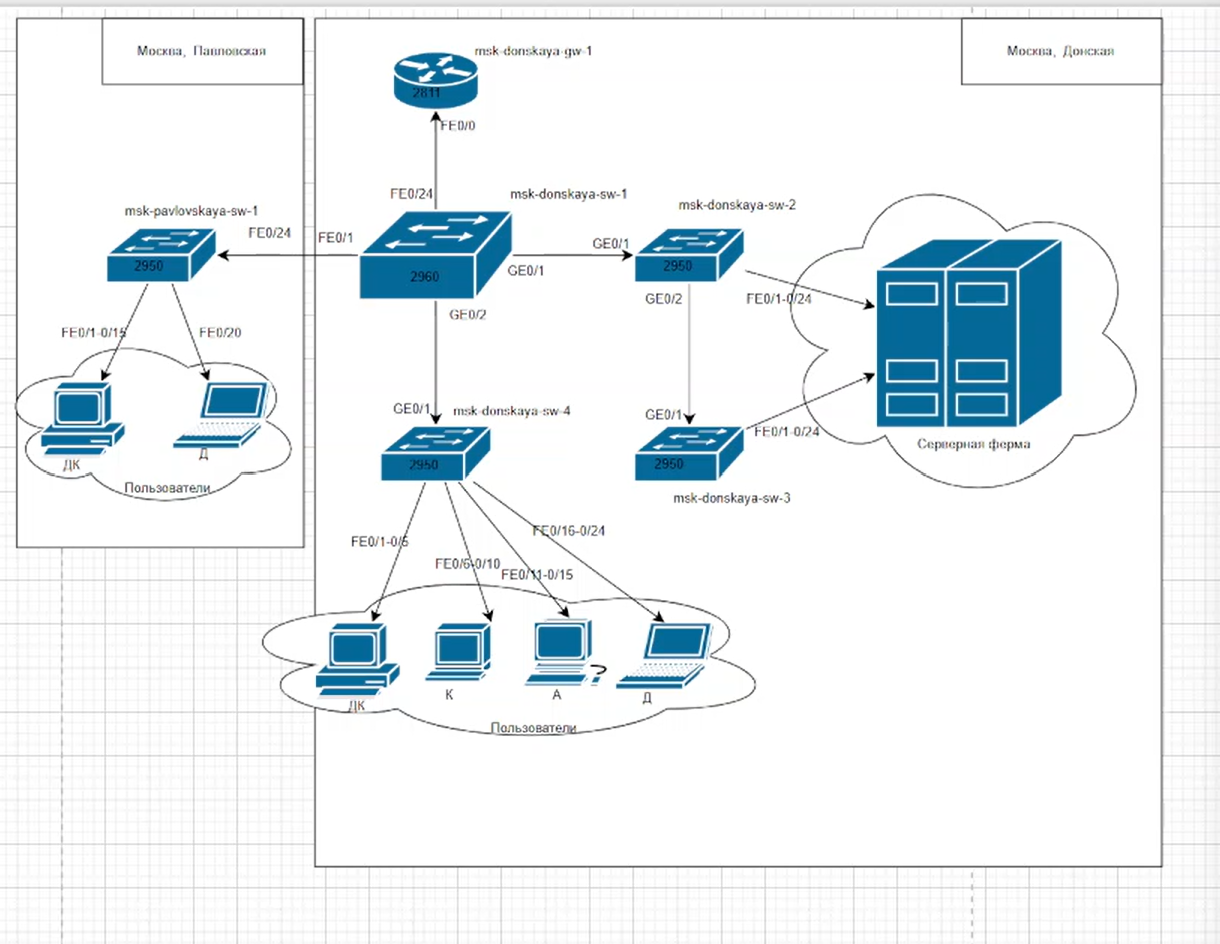 Москва, Павловская
Москва, Донская
msk-donskaya-gw-1
2811
FE0/0
FE0/24
msk-donskaya-sw-1
msk-donskaya-sw-2
msk-pavlovskaya-sw-1
FE0/24
FE0/1
GE0/1
2950
2960
GE0/1
2950
GE0/2
GE0/2
FE0/1-0/24
FE0/1-0/15
FE0/20
GE0/1
msk-donskaya-sw-4
GE0/1
FE0/1-0/24
Серверная ферма
ДК
Д
Пользователи
2950
2950
msk-donskaya-sw-3
FE0/1-0/5
FE0/16-0/24
FE0/6-0/10
FE0/11-0/15
?
ДК
К
А
Д
Пользователи